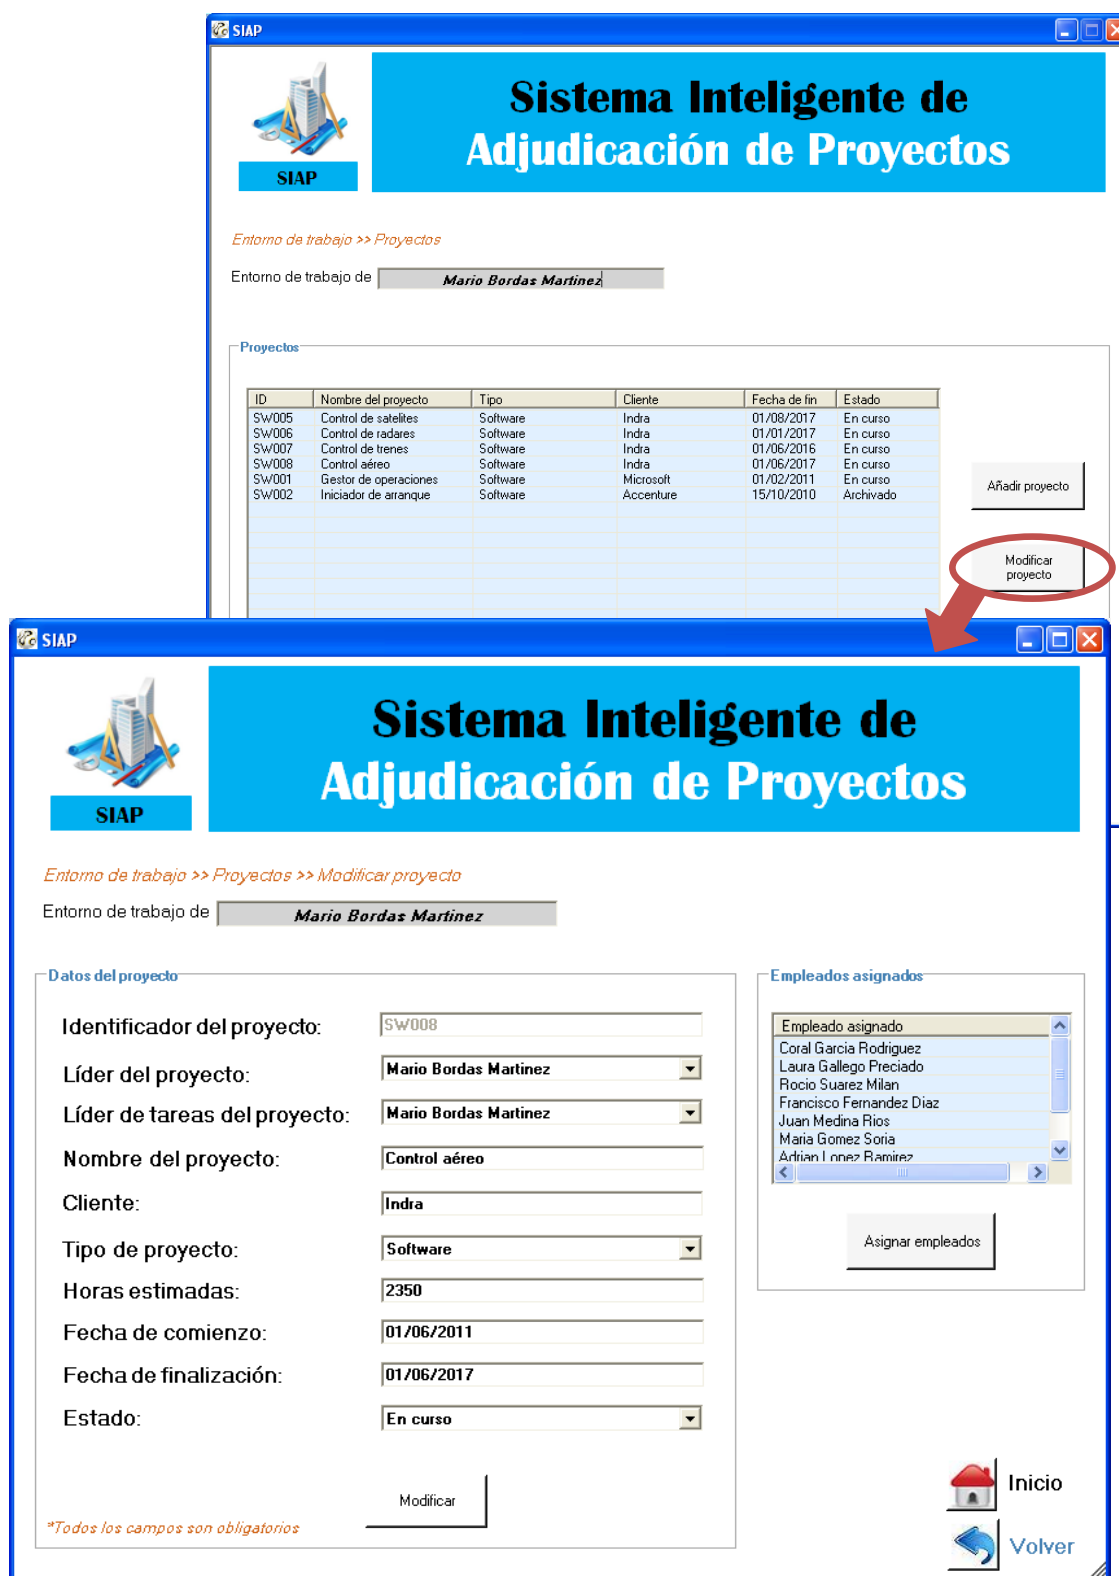 SIAP
Sistema Inteligente de
Adjudicación de Proyectos
SIAP
Entorno de trabajo >> Proyectos
Entorno de trabajo de Mario Bordas Martinez
Proyectos
ID Nombre del proyecto Tipo Cliente Fecha de fin Estado
SW005 Control de satelites Software Indra 01/08/2017 En curso
SW006 Control de radares Software Indra 01/01/2017 En curso
SW007 Control de trenes Software Indra 01/06/2016 En curso
SW008 Control aéreo Software Indra 01/06/2017 En curso
SW001 Gestor de operaciones Software Microsoft 01/02/2011 En curso
SW002 Iniciador de arranque Software Accenture 15/10/2010 Archivado
Añadir proyecto
Modificar
proyecto
SIAP
Sistema Inteligente de
Adjudicación de Proyectos
SIAP
Entorno de trabajo >> Proyectos >> Modificar proyecto
Entorno de trabajo de Mario Bordas Martinez
Datos del proyecto
Identificador del proyecto: SW008
Líder del proyecto: Mario Bordas Martinez
Líder de tareas del proyecto: Mario Bordas Martinez
Nombre del proyecto: Control aéreo
Cliente: Indra
Tipo de proyecto: Software
Horas estimadas: 2350
Fecha de comienzo: 01/06/2011
Fecha de finalización: 01/06/2017
Estado: En curso
Modificar
*Todos los campos son obligatorios
Empleados asignados
Empleado asignado
Coral Garcia Rodriguez
Laura Gallego Preciado
Rocio Suarez Milan
Francisco Fernandez Diaz
Juan Medina Rios
Maria Gomez Soria
Adrian Lopez Ramirez
Asignar empleados
Inicio
Volver